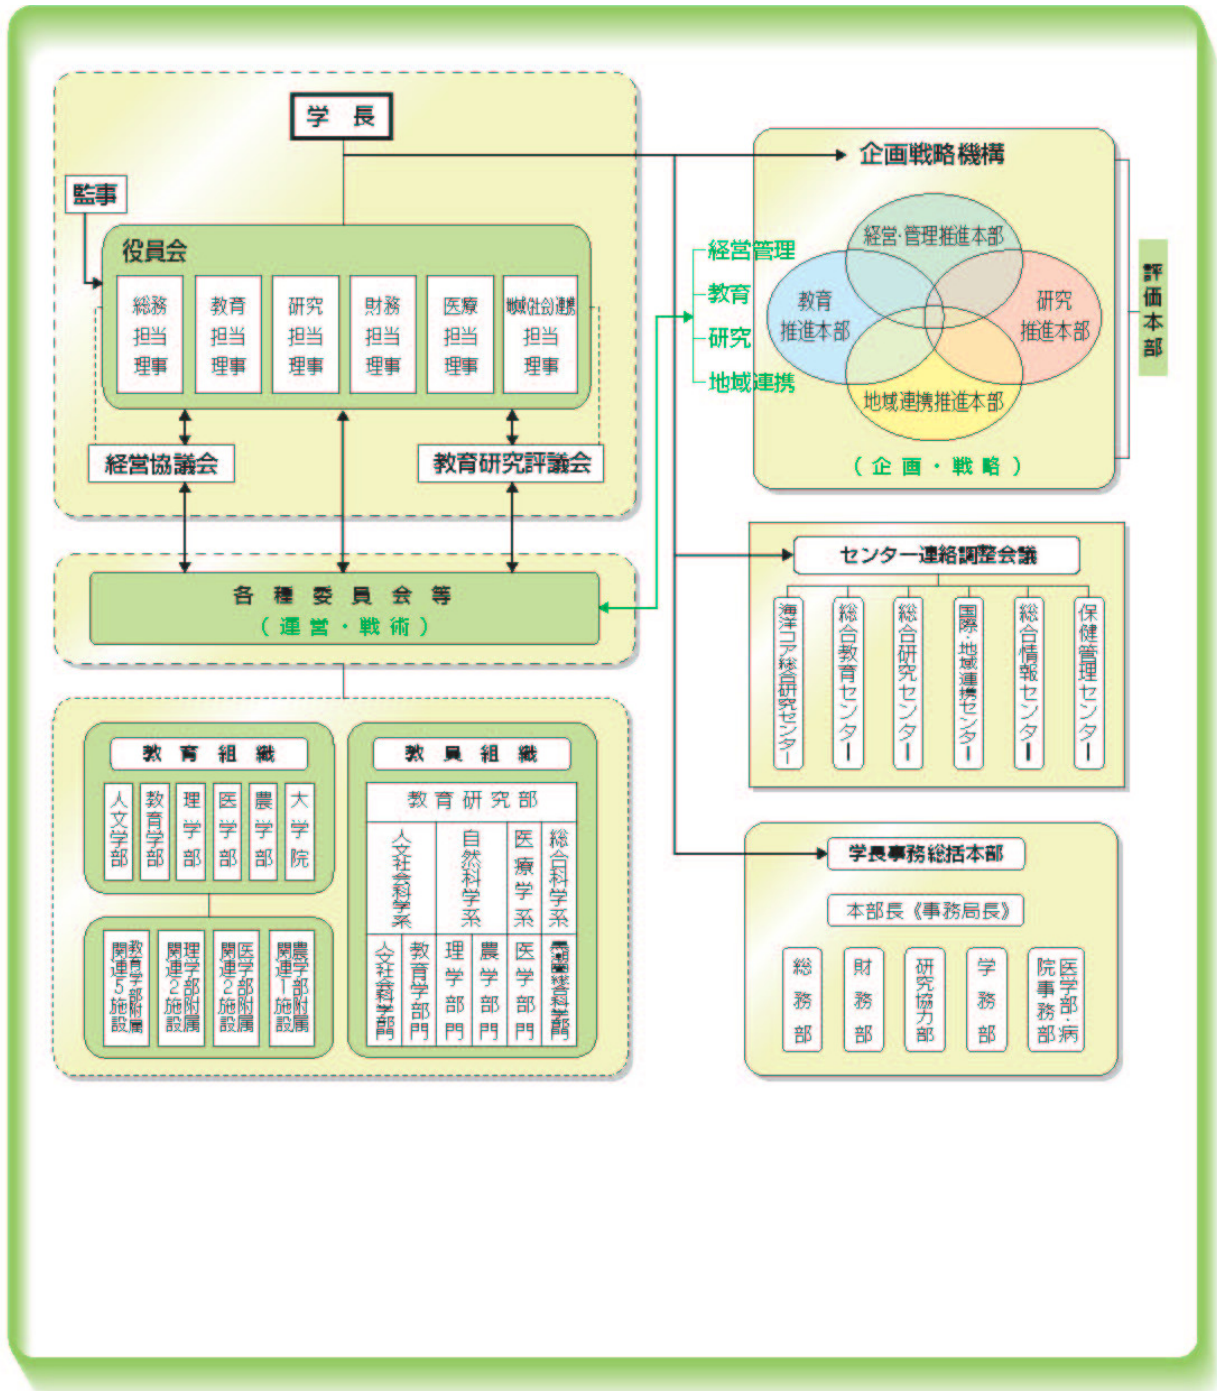 学長
監事
役員会
総務担当理事
教育担当理事
研究担当理事
財務担当理事
医療担当理事
地域(社会)連携担当理事
経営協議会
教育研究評議会
各種委員会等
(運営・戦術)
経営管理
教育
研究
地域連携
企画戦略機構
経営・管理推進本部
教育
推進本部
研究
推進本部
地域連携推進本部
(企画・戦略)
評価本部
センター連絡調整会議
海洋コア総合研究センター
総合教育センター
総合研究センター
国際・地域連携センター
総合情報センター
保健管理センター
教育組織
人文学部
教育学部
理学部
医学部
農学部
大学院
教育学部附属
関連5施設
理学部附属
関連2施設
医学部附属
関連2施設
農学部附属
関連1施設
教員組織
教育研究部
人文社会科学系
自然科学系
医療学系
総合科学系
人文社会科学部門
教育学部門
理学部門
農学部門
医学部門
黒潮圏総合科学部門
学長事務総括本部
本部長《事務局長》
総務部
財務部
研究協力部
学務部
医学部・病
院事務部